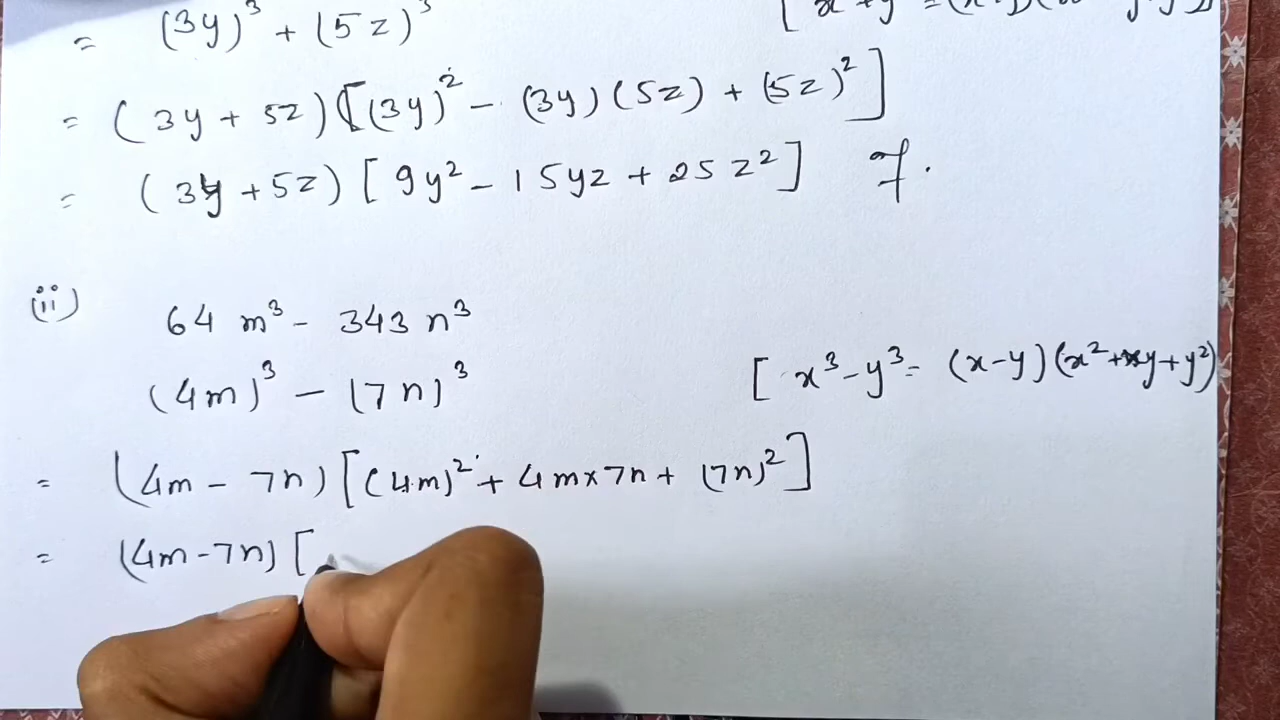 = (3y)³ + (5z)³
= (3y + 5z) [(3y)² - (3y)(5z) + (5z)²]
= (3y + 5z) [9y² - 15yz + 25z²]
(ii) 64 m³ - 343 n³
(4m)³ - (7n)³ [x³ - y³ = (x-y)(x²+xy+y²)
= (4m - 7n) [(4m)² + 4m×7n + (7n)²]
= (4m-7n) [